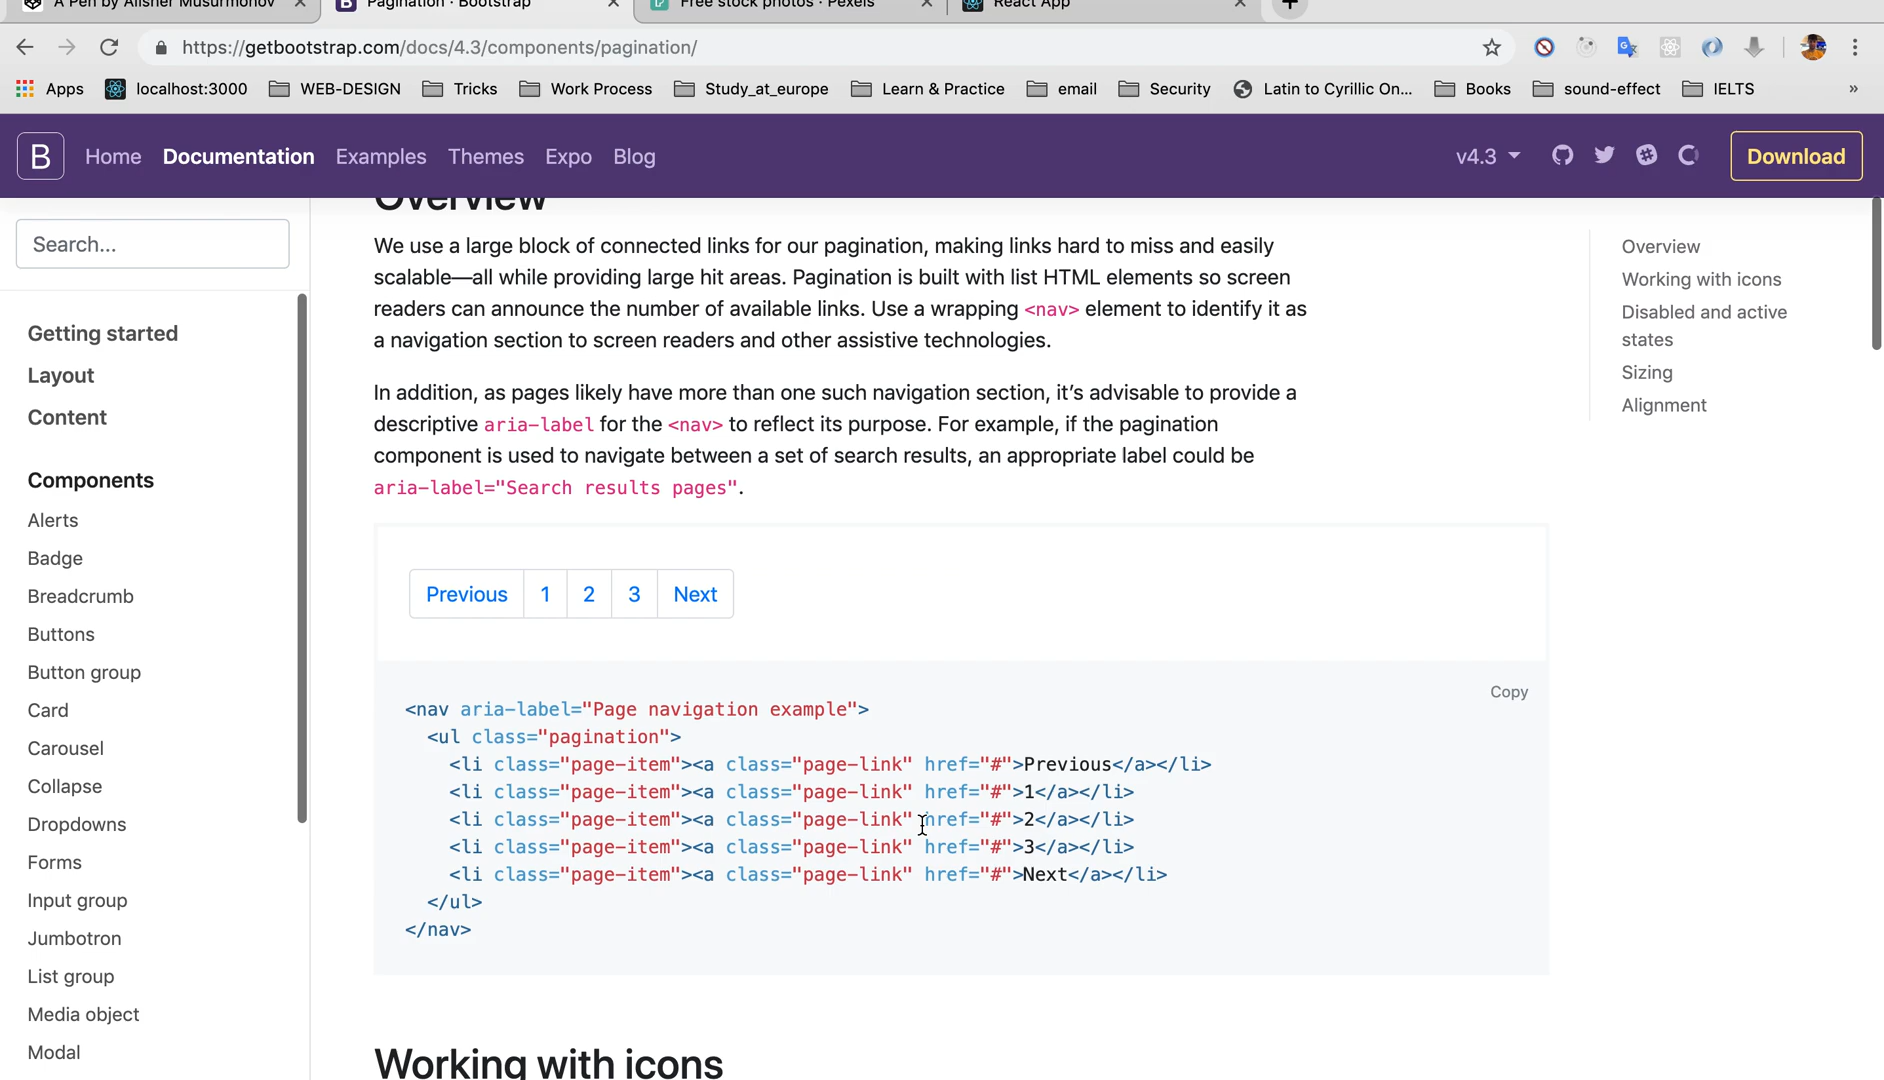 A Pen by Alisher Musurmonov
Pagination · Bootstrap
Free stock photos · Pexels
React App
https://getbootstrap.com/docs/4.3/components/pagination/
Apps
localhost:3000
WEB-DESIGN
Tricks
Work Process
Study_at_europe
Learn & Practice
email
Security
Latin to Cyrillic On...
Books
sound-effect
IELTS
»
B
Home
Documentation
Examples
Themes
Expo
Blog
v4.3
Download
Search...
Getting started
Layout
Content
Components
Alerts
Badge
Breadcrumb
Buttons
Button group
Card
Carousel
Collapse
Dropdowns
Forms
Input group
Jumbotron
List group
Media object
Modal
Overview
We use a large block of connected links for our pagination, making links hard to miss and easily
scalable—all while providing large hit areas. Pagination is built with list HTML elements so screen
readers can announce the number of available links. Use a wrapping <nav> element to identify it as
a navigation section to screen readers and other assistive technologies.
In addition, as pages likely have more than one such navigation section, it’s advisable to provide a
descriptive aria-label for the <nav> to reflect its purpose. For example, if the pagination
component is used to navigate between a set of search results, an appropriate label could be
aria-label="Search results pages".
Previous 1 2 3 Next
Copy
<nav aria-label="Page navigation example">
  <ul class="pagination">
    <li class="page-item"><a class="page-link" href="#">Previous</a></li>
    <li class="page-item"><a class="page-link" href="#">1</a></li>
    <li class="page-item"><a class="page-link" href="#">2</a></li>
    <li class="page-item"><a class="page-link" href="#">3</a></li>
    <li class="page-item"><a class="page-link" href="#">Next</a></li>
  </ul>
</nav>
Working with icons
Overview
Working with icons
Disabled and active
states
Sizing
Alignment